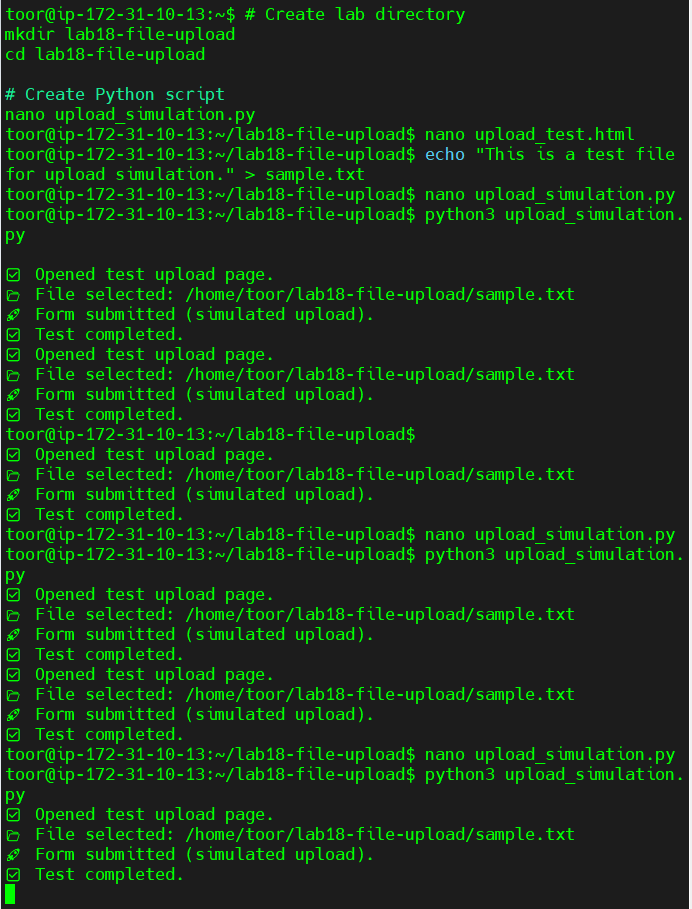 toor@ip-172-31-10-13:~$ # Create lab directory
mkdir lab18-file-upload
cd lab18-file-upload

# Create Python script
nano upload_simulation.py
toor@ip-172-31-10-13:~/lab18-file-upload$ nano upload_test.html
toor@ip-172-31-10-13:~/lab18-file-upload$ echo "This is a test file
for upload simulation." > sample.txt
toor@ip-172-31-10-13:~/lab18-file-upload$ nano upload_simulation.py
toor@ip-172-31-10-13:~/lab18-file-upload$ python3 upload_simulation.
py

✅ Opened test upload page.
📂 File selected: /home/toor/lab18-file-upload/sample.txt
🚀 Form submitted (simulated upload).
✅ Test completed.
✅ Opened test upload page.
📂 File selected: /home/toor/lab18-file-upload/sample.txt
🚀 Form submitted (simulated upload).
✅ Test completed.
toor@ip-172-31-10-13:~/lab18-file-upload$
✅ Opened test upload page.
📂 File selected: /home/toor/lab18-file-upload/sample.txt
🚀 Form submitted (simulated upload).
✅ Test completed.
toor@ip-172-31-10-13:~/lab18-file-upload$ nano upload_simulation.py
toor@ip-172-31-10-13:~/lab18-file-upload$ python3 upload_simulation.
py
✅ Opened test upload page.
📂 File selected: /home/toor/lab18-file-upload/sample.txt
🚀 Form submitted (simulated upload).
✅ Test completed.
✅ Opened test upload page.
📂 File selected: /home/toor/lab18-file-upload/sample.txt
🚀 Form submitted (simulated upload).
✅ Test completed.
toor@ip-172-31-10-13:~/lab18-file-upload$ nano upload_simulation.py
toor@ip-172-31-10-13:~/lab18-file-upload$ python3 upload_simulation.
py
✅ Opened test upload page.
📂 File selected: /home/toor/lab18-file-upload/sample.txt
🚀 Form submitted (simulated upload).
✅ Test completed.